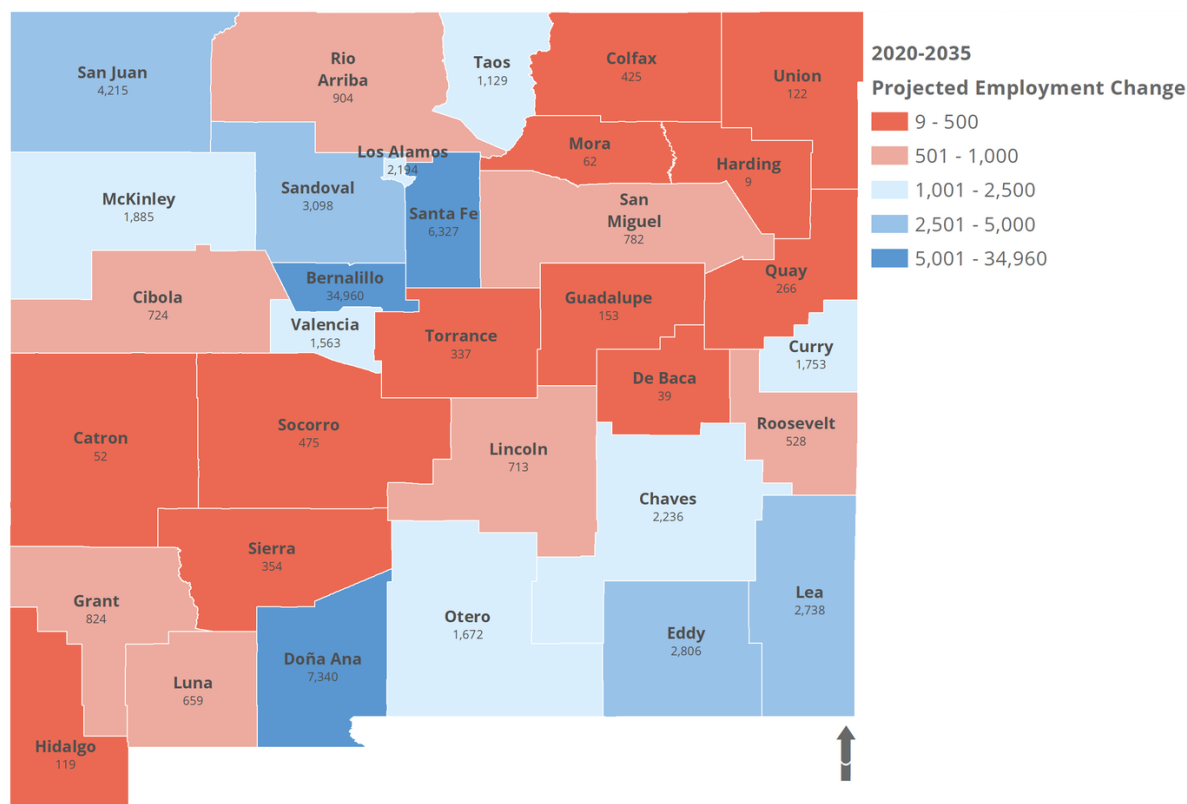 2020-2035
Projected Employment Change
9 - 500
501 - 1,000
1,001 - 2,500
2,501 - 5,000
5,001 - 34,960
San Juan
4,215
Rio
Arriba
904
Taos
1,129
Colfax
425
Union
122
Mora
62
Harding
9
Los Alamos
2,194
McKinley
1,885
Sandoval
3,098
Santa Fe
6,327
San
Miguel
782
Quay
266
Bernalillo
34,960
Cibola
724
Guadalupe
153
Valencia
1,563
Torrance
337
Curry
1,753
De Baca
39
Catron
52
Socorro
475
Lincoln
713
Roosevelt
528
Chaves
2,236
Sierra
354
Grant
824
Otero
1,672
Lea
2,738
Eddy
2,806
Doña Ana
7,340
Luna
659
Hidalgo
119